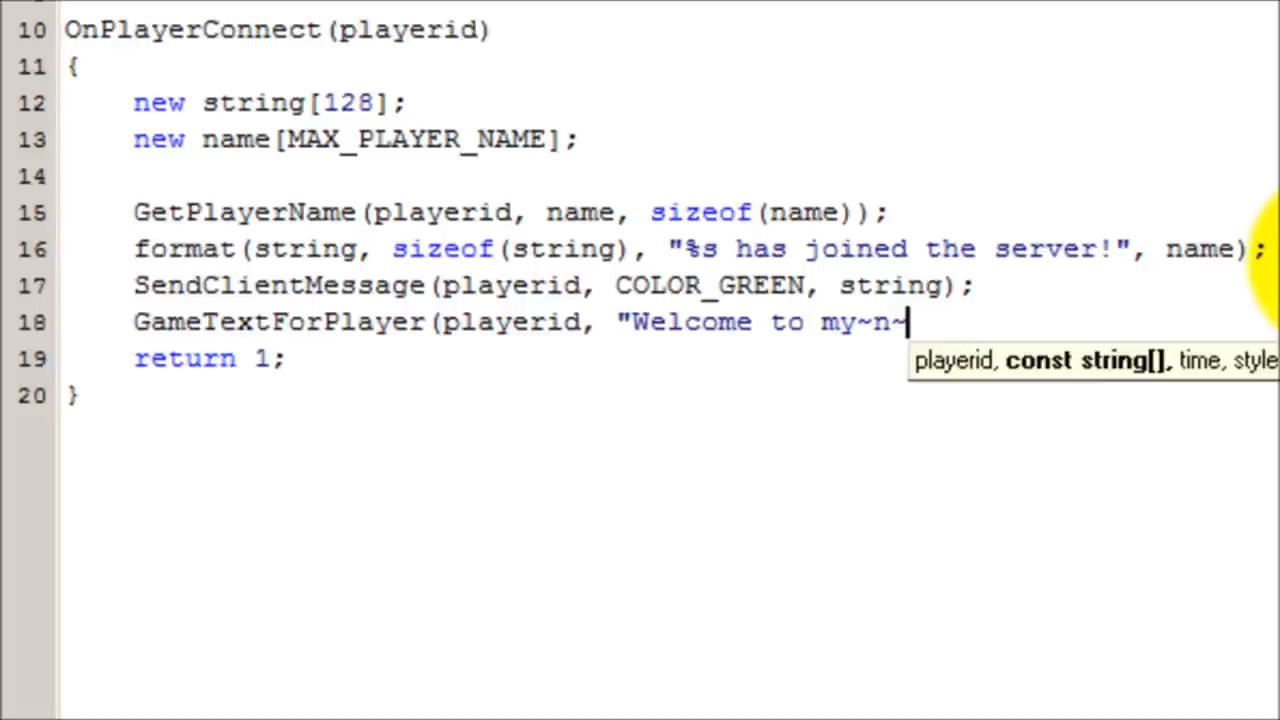 10 OnPlayerConnect(playerid)
11 {
12 new string[128];
13 new name[MAX_PLAYER_NAME];
14
15 GetPlayerName(playerid, name, sizeof(name));
16 format(string, sizeof(string), "%s has joined the server!", name);
17 SendClientMessage(playerid, COLOR_GREEN, string);
18 GameTextForPlayer(playerid, "Welcome to my~n~
playerid, const string[], time, style
19 return 1;
20 }